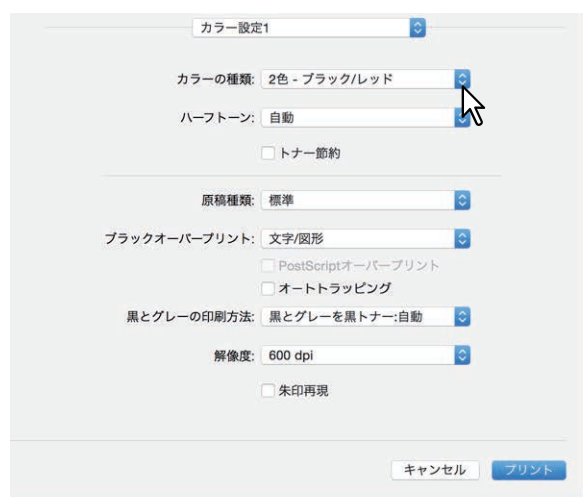 カラー設定1
カラーの種類: 2色 - ブラック/レッド
ハーフトーン: 自動
トナー節約
原稿種類: 標準
ブラックオーバープリント: 文字/図形
PostScriptオーバープリント
オートトラッピング
黒とグレーの印刷方法: 黒とグレーを黒トナー:自動
解像度: 600 dpi
朱印再現
キャンセル プリント